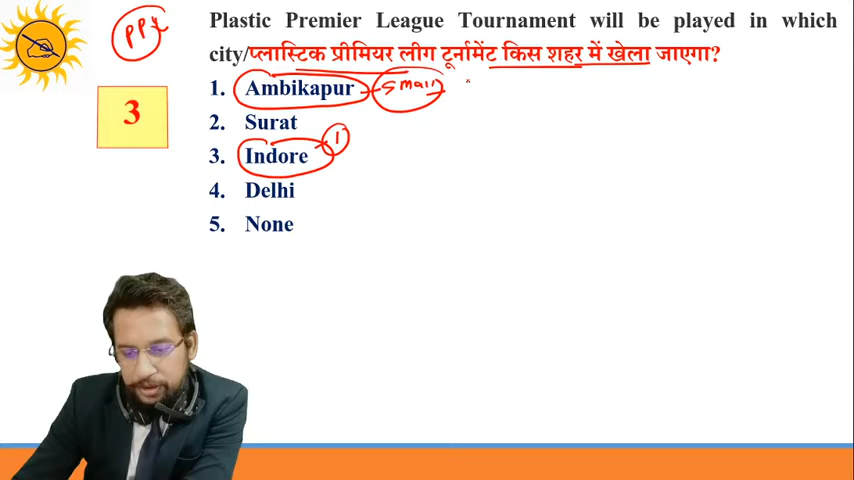 PPL
Plastic Premier League Tournament will be played in which
city/प्लास्टिक प्रीमियर लीग टूर्नामेंट किस शहर में खेला जाएगा?
3
1. Ambikapur small
2. Surat
3. Indore 1
4. Delhi
5. None